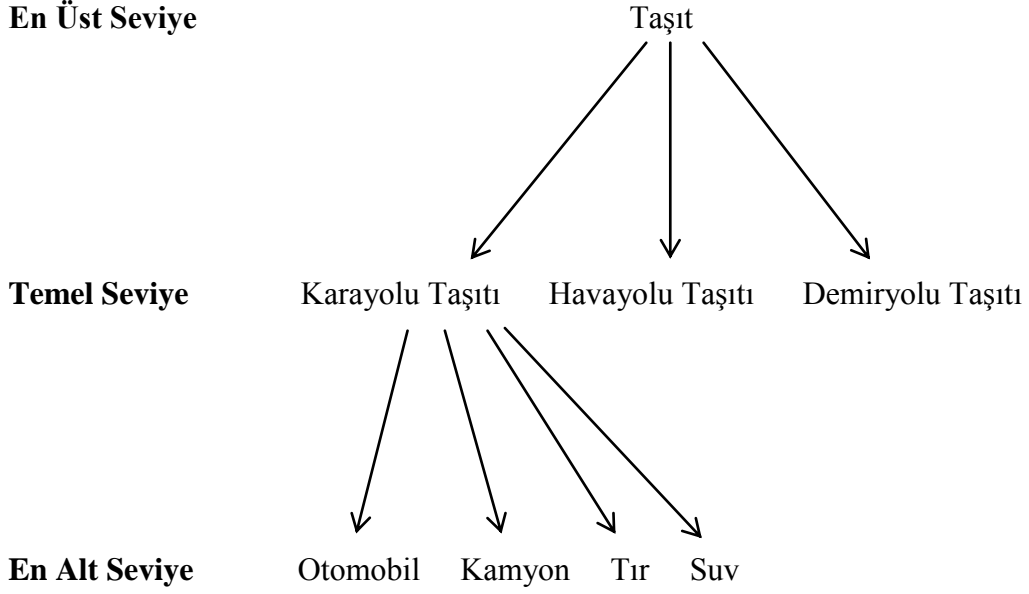 En Üst Seviye Taşıt
Temel Seviye Karayolu Taşıtı Havayolu Taşıtı Demiryolu Taşıtı
En Alt Seviye Otomobil Kamyon Tır Suv